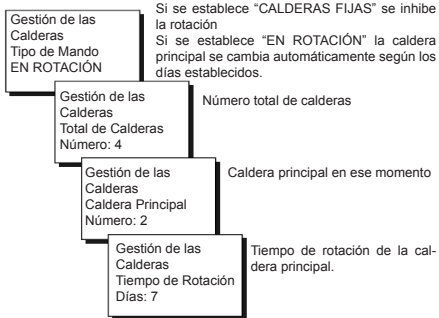 Gestión de las
Calderas
Tipo de Mando
EN ROTACIÓN
Si se establece “CALDERAS FIJAS” se inhibe
la rotación
Si se establece “EN ROTACIÓN” la caldera
principal se cambia automáticamente según los
días establecidos.
Gestión de las
Calderas
Total de Calderas
Número: 4
Número total de calderas
Gestión de las
Calderas
Caldera Principal
Número: 2
Caldera principal en ese momento
Gestión de las
Calderas
Tiempo de Rotación
Días: 7
Tiempo de rotación de la cal-
dera principal.